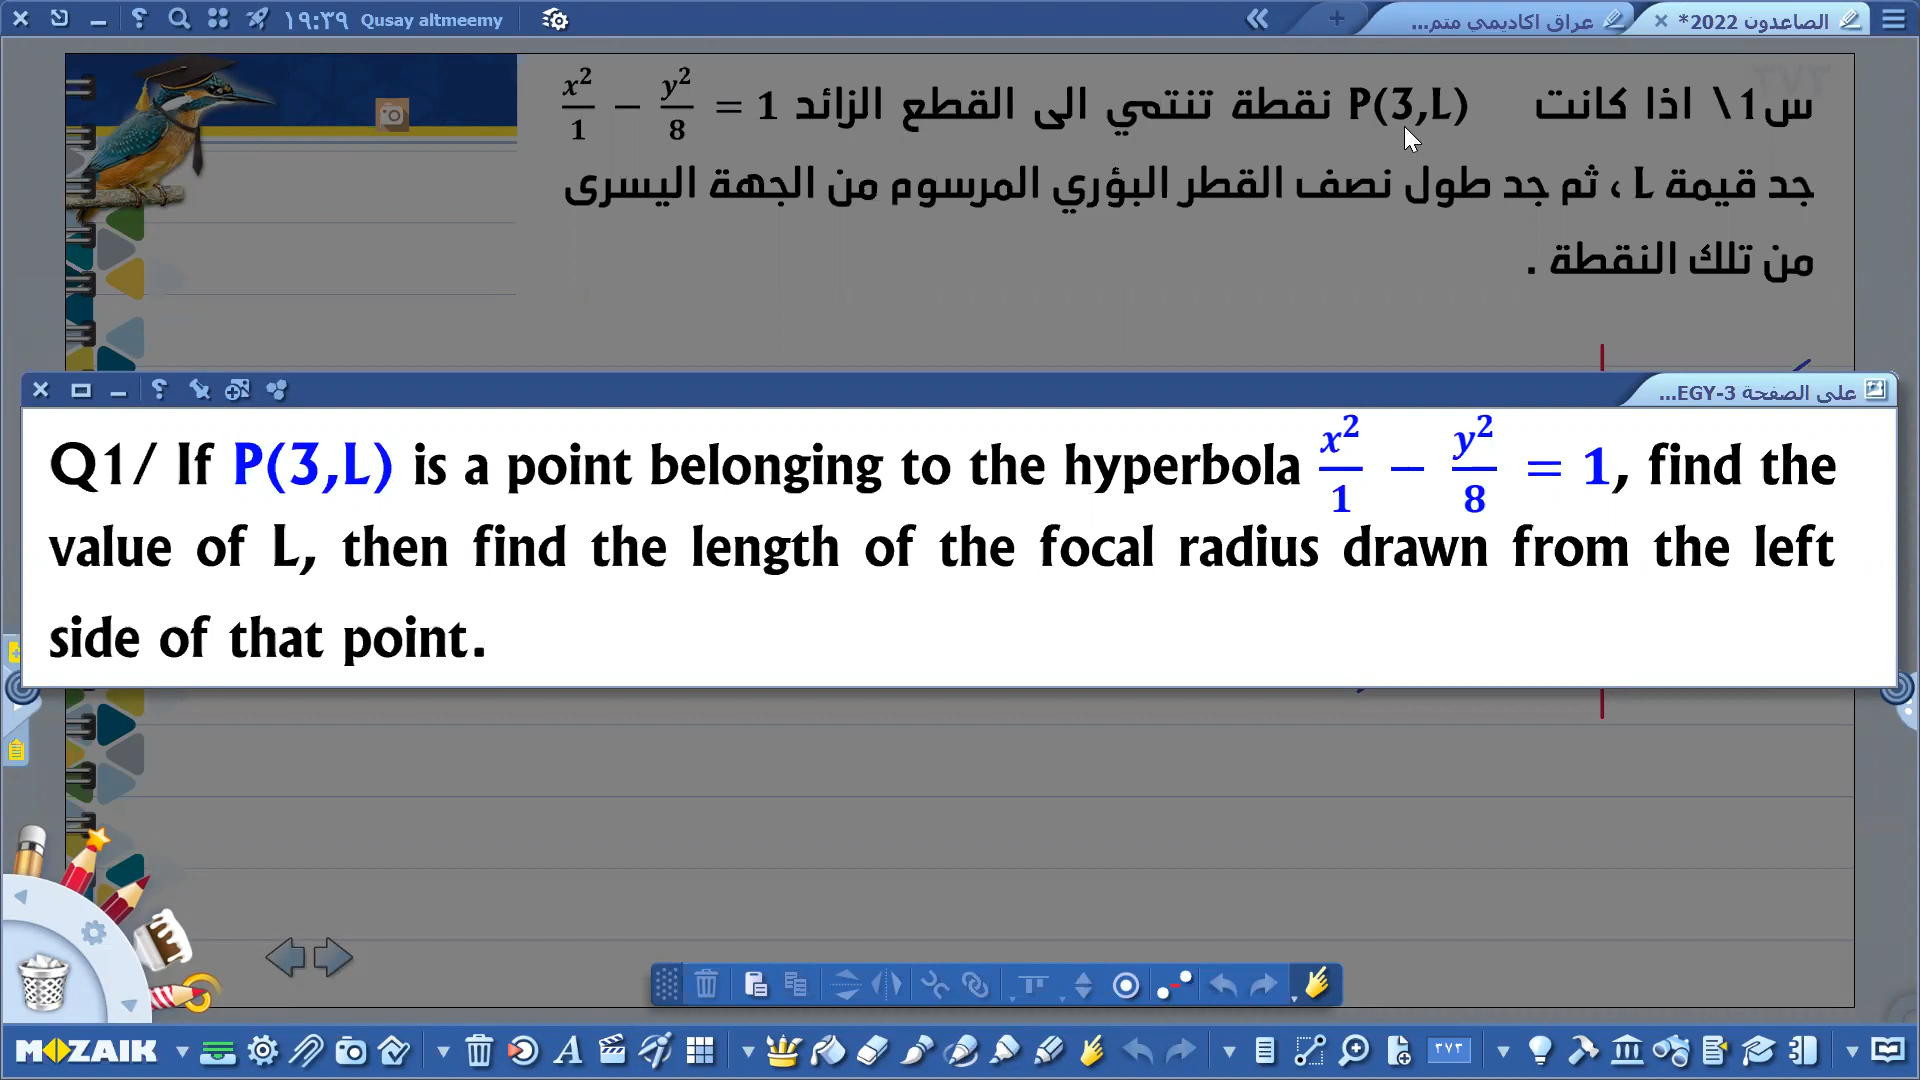 ١٩:٣٩ Qusay altmeemy
عراق اكاديمي متم...
الصاعدون 2022*
س1\ اذا كانت P(3,L) نقطة تنتمي الى القطع الزائد x²/1 − y²/8 = 1
جد قيمة L ، ثم جد طول نصف القطر البؤري المرسوم من الجهة اليسرى
من تلك النقطة .
على الصفحة EGY-3...
Q1/ If P(3,L) is a point belonging to the hyperbola x²/1 − y²/8 = 1, find the
value of L, then find the length of the focal radius drawn from the left
side of that point.
MOZAIK
٣٧٣